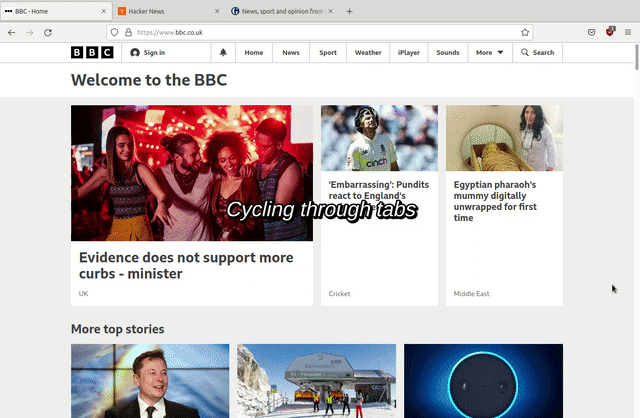 BBC - Home
Hacker News
News, sport and opinion from
https://www.bbc.co.uk
BBC
Sign in
Home
News
Sport
Weather
iPlayer
Sounds
More
Search
Welcome to the BBC
Cycling through tabs
Evidence does not support more
curbs - minister
UK
'Embarrassing': Pundits
react to England's
Cricket
cinch
Egyptian pharaoh's
mummy digitally
unwrapped for first
time
Middle East
More top stories